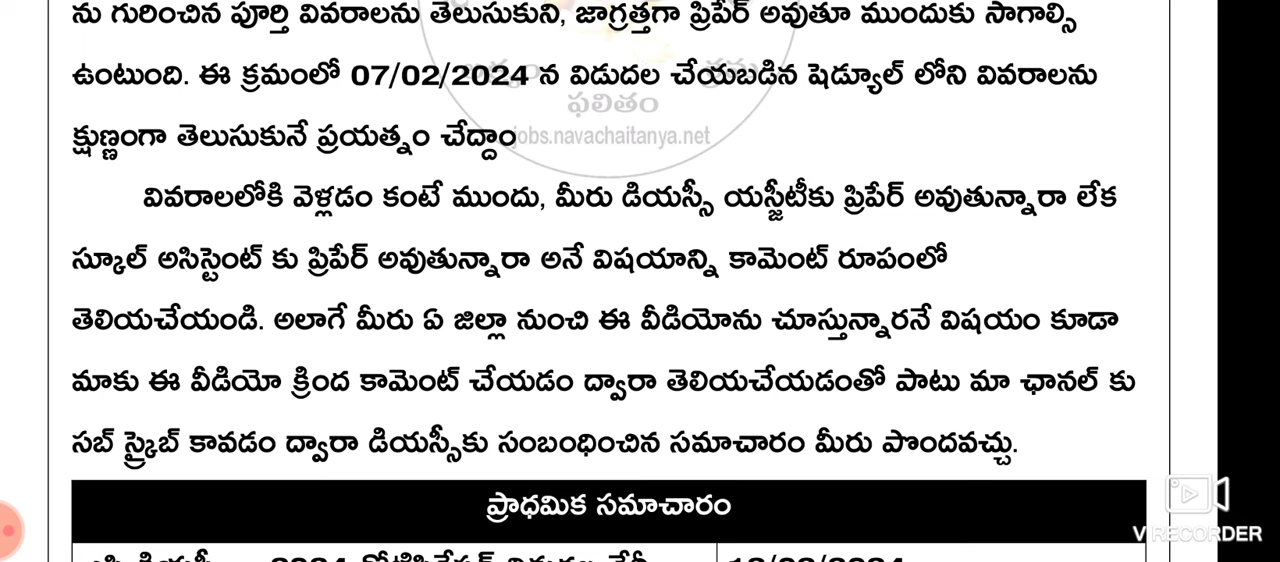 ను గురించిన పూర్తి వివరాలను తెలుసుకుని, జాగ్రత్తగా ప్రిపేర్ అవుతూ ముందుకు సాగాల్సి
ఉంటుంది. ఈ క్రమంలో 07/02/2024 న విడుదల చేయబడిన షెడ్యూల్ లోని వివరాలను
ఫలితం
క్షుణ్ణంగా తెలుసుకునే ప్రయత్నం చేద్దాం
jobs.navachaitanya.net
వివరాలలోకి వెళ్లడం కంటే ముందు, మీరు డియస్సీ యస్జీటీకు ప్రిపేర్ అవుతున్నారా లేక
స్కూల్ అసిస్టెంట్ కు ప్రిపేర్ అవుతున్నారా అనే విషయాన్ని కామెంట్ రూపంలో
తెలియచేయండి. అలాగే మీరు ఏ జిల్లా నుంచి ఈ వీడియోను చూస్తున్నారనే విషయం కూడా
మాకు ఈ వీడియో క్రింద కామెంట్ చేయడం ద్వారా తెలియచేయడంతో పాటు మా ఛానల్ కు
సబ్ స్క్రైబ్ కావడం ద్వారా డియస్సీకు సంబంధించిన సమాచారం మీరు పొందవచ్చు.
ప్రాధమిక సమాచారం
V RECORDER